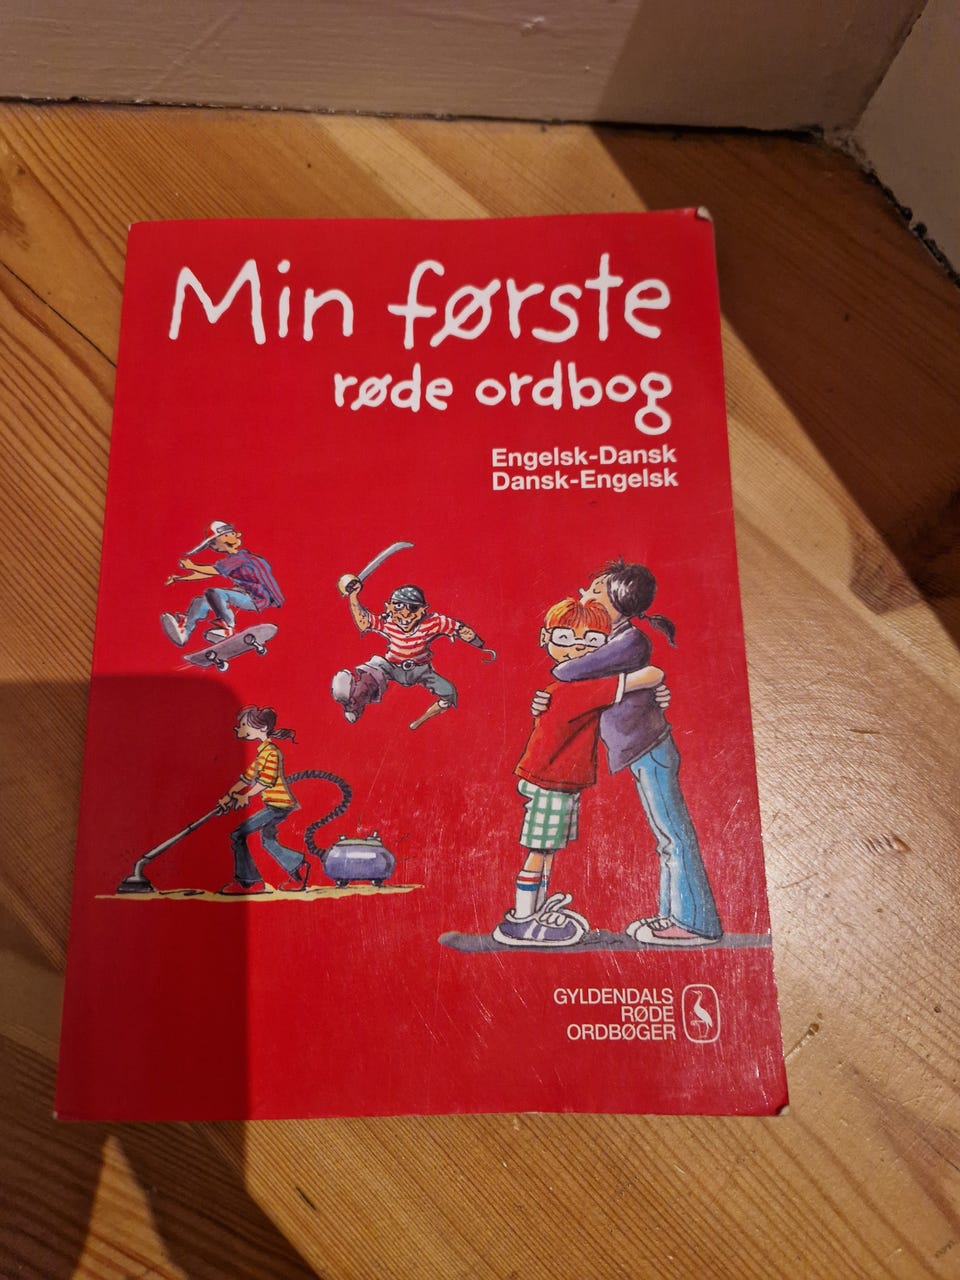 Min første
røde ordbog
Engelsk-Dansk
Dansk-Engelsk
GYLDENDALS
RØDE
ORDBØGER